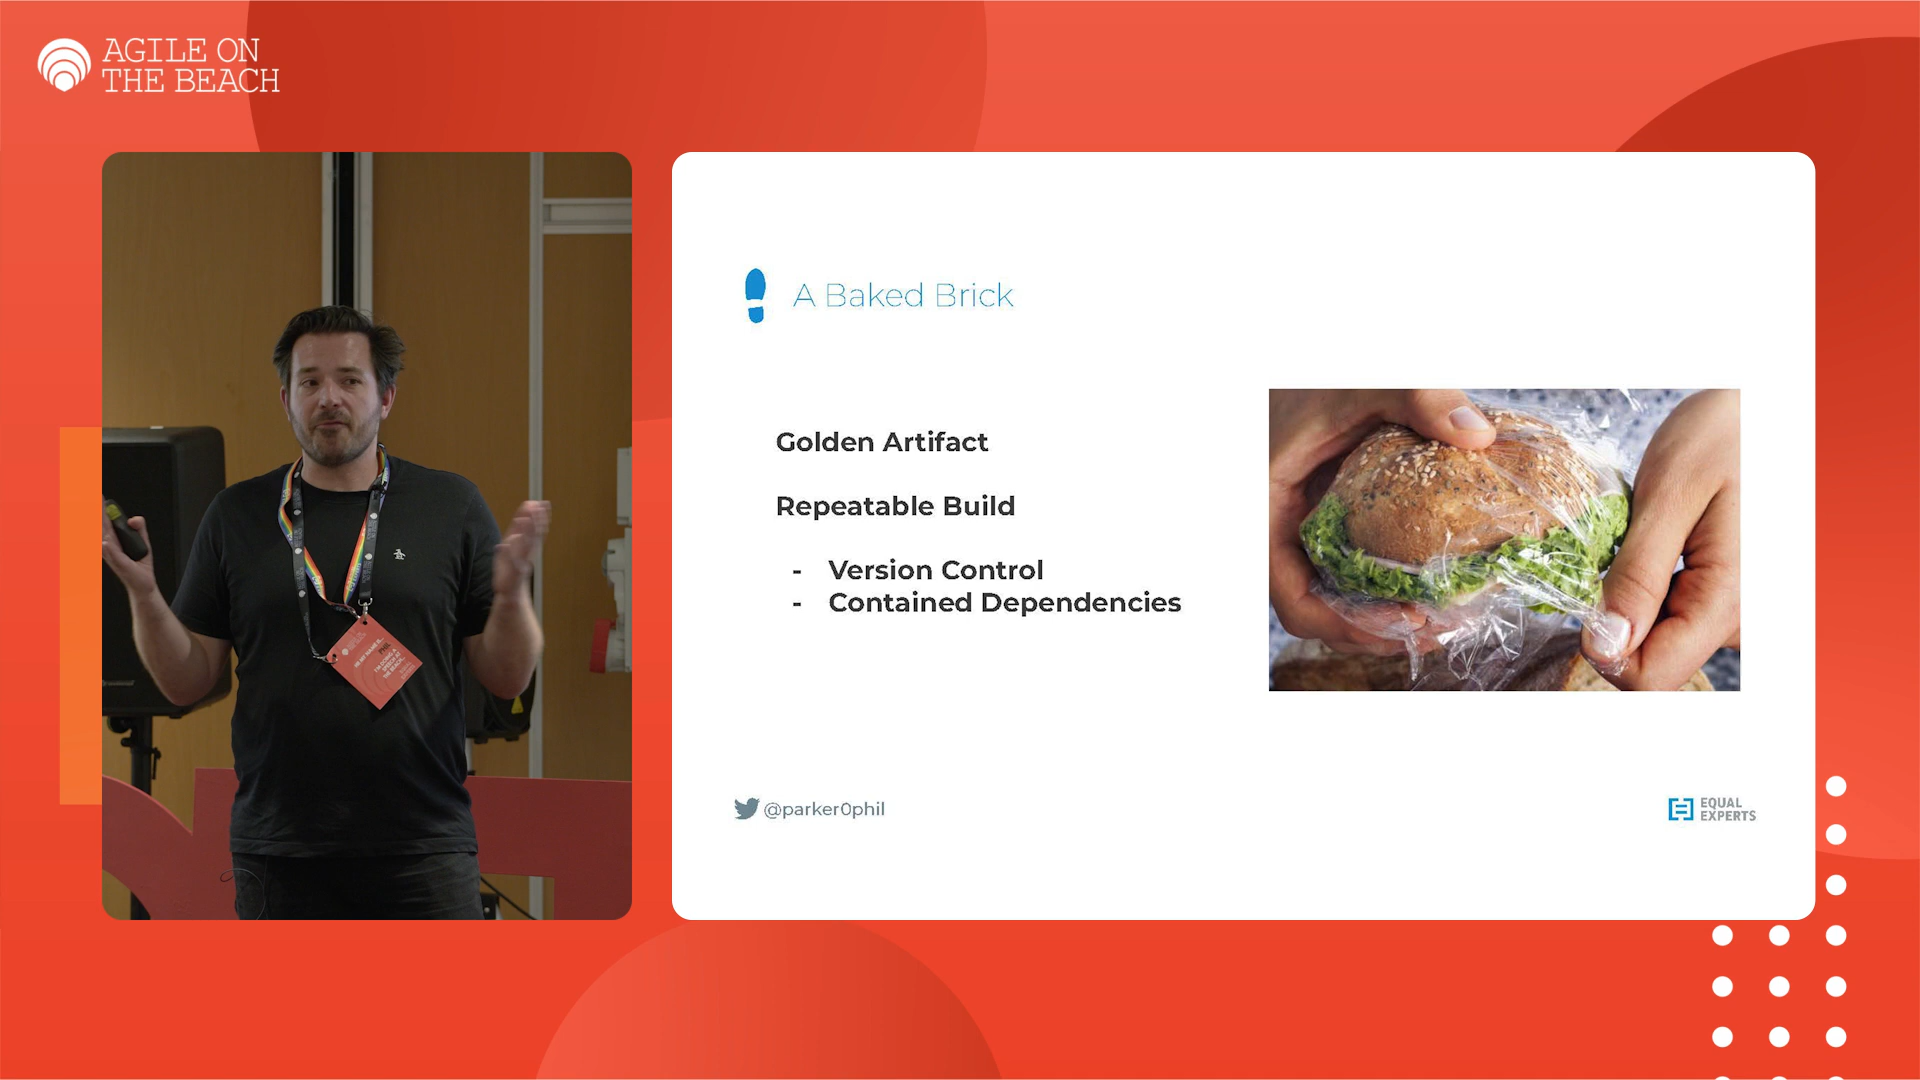 AGILE ON
THE BEACH
A Baked Brick
Golden Artifact
Repeatable Build
- Version Control
- Contained Dependencies
@parker0phil
EQUAL
EXPERTS